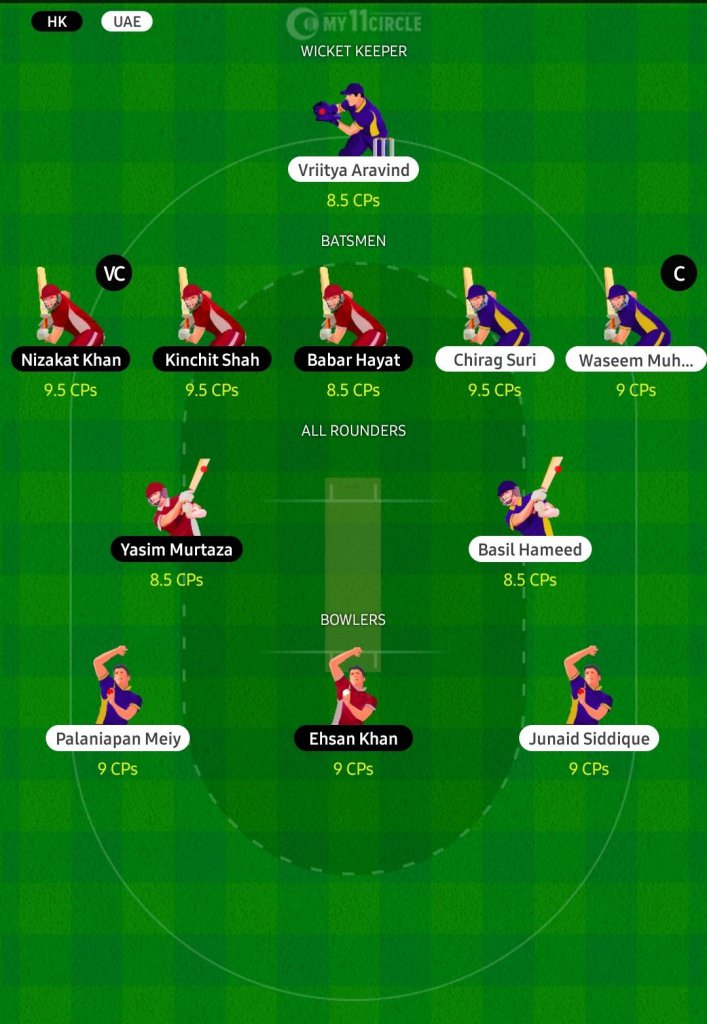 HK UAE
MY11CIRCLE
WICKET KEEPER
Vriitya Aravind
8.5 CPs
BATSMEN
VC C
Nizakat Khan Kinchit Shah Babar Hayat Chirag Suri Waseem Muh...
9.5 CPs 9.5 CPs 8.5 CPs 9.5 CPs 9 CPs
ALL ROUNDERS
Yasim Murtaza Basil Hameed
8.5 CPs 8.5 CPs
BOWLERS
Palaniapan Meiy Ehsan Khan Junaid Siddique
9 CPs 9 CPs 9 CPs